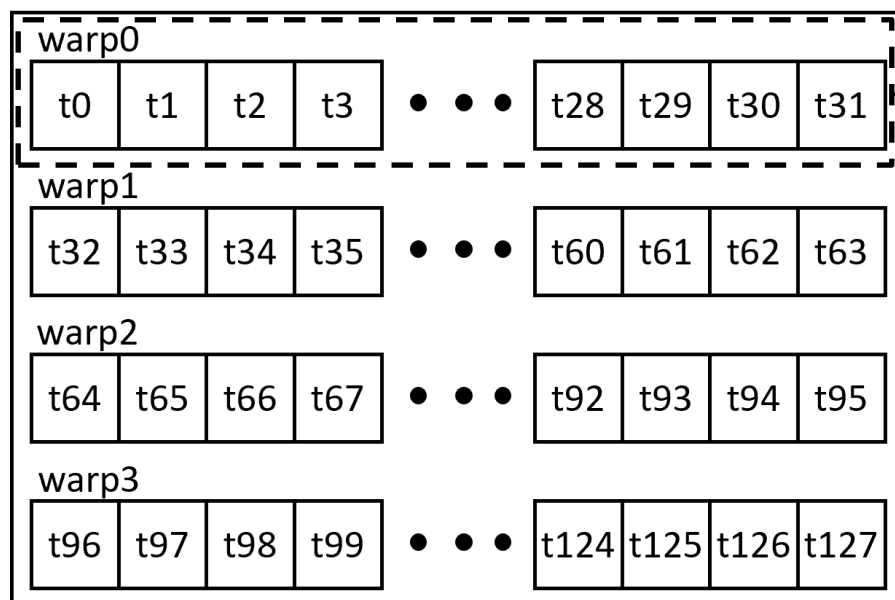 warp0
t0 t1 t2 t3 • • • t28 t29 t30 t31
warp1
t32 t33 t34 t35 • • • t60 t61 t62 t63
warp2
t64 t65 t66 t67 • • • t92 t93 t94 t95
warp3
t96 t97 t98 t99 • • • t124 t125 t126 t127